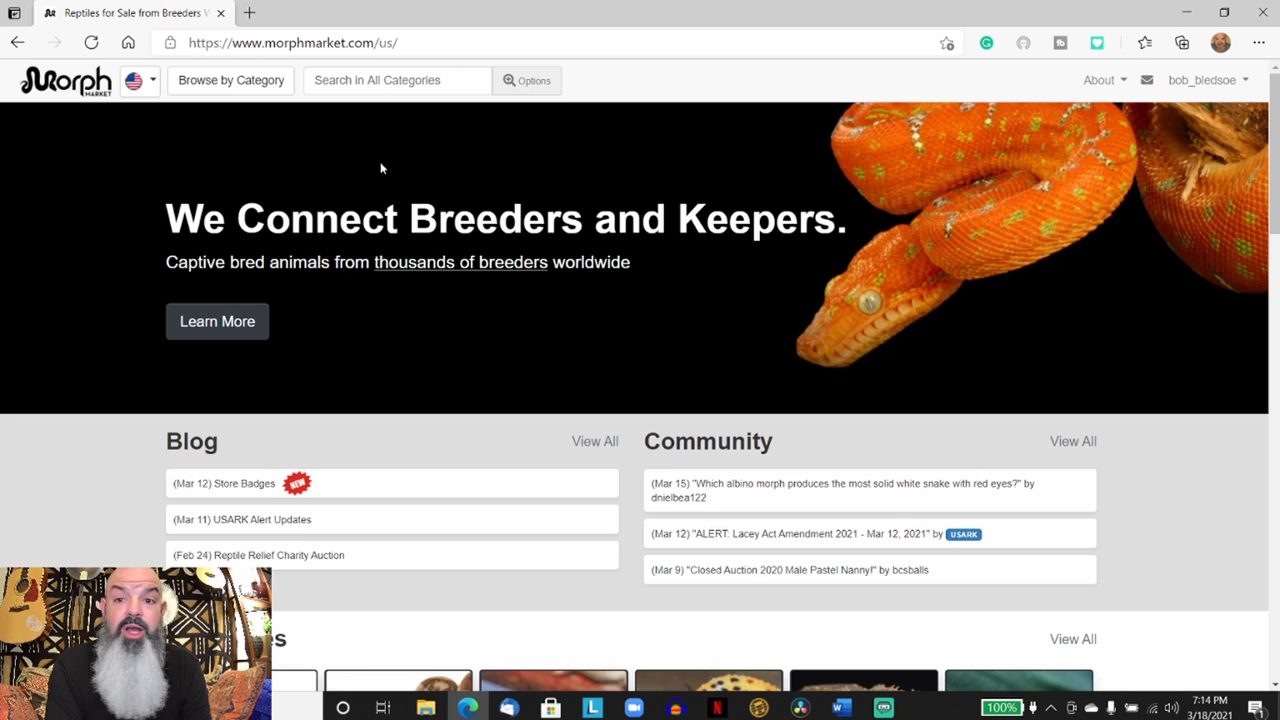 Reptiles for Sale from Breeders
https://www.morphmarket.com/us/
Morph
MARKET
Browse by Category
Search in All Categories
Options
About
bob_bledsoe
We Connect Breeders and Keepers.
Captive bred animals from thousands of breeders worldwide
Learn More
Blog
View All
(Mar 12) Store Badges
NEW
(Mar 11) USARK Alert Updates
(Feb 24) Reptile Relief Charity Auction
Community
View All
(Mar 15) "Which albino morph produces the most solid white snake with red eyes?" by
dnielbea122
(Mar 12) "ALERT: Lacey Act Amendment 2021 - Mar 12, 2021" by USARK
(Mar 9) "Closed Auction 2020 Male Pastel Nanny!" by bcsballs
es
View All
100%
7:14 PM
3/18/2021